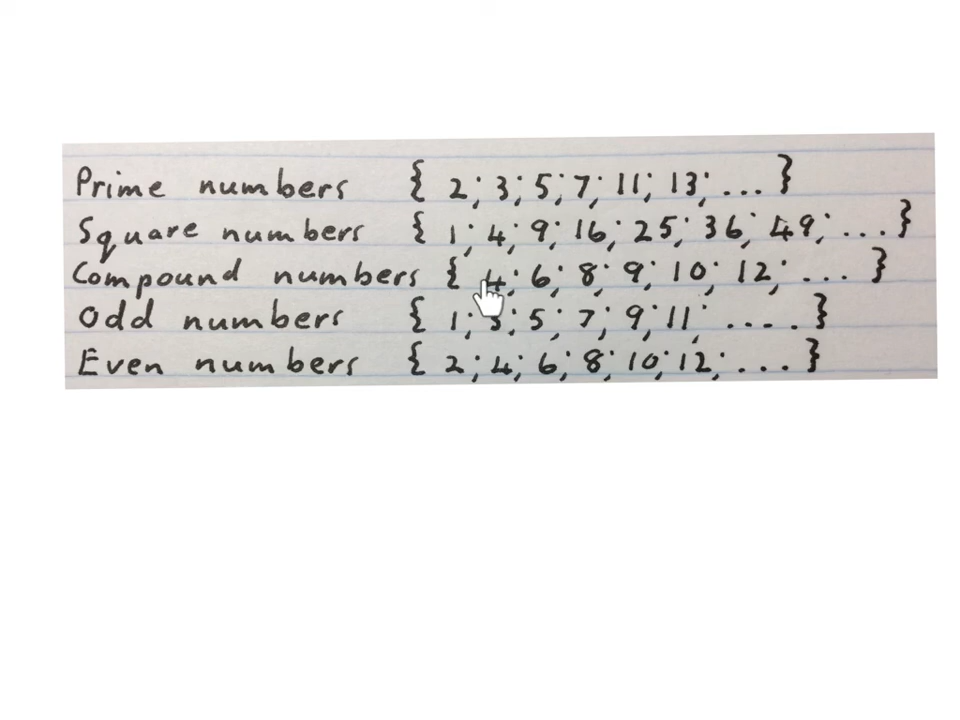 Prime numbers { 2; 3; 5; 7; 11; 13; ... }
Square numbers { 1; 4; 9; 16; 25; 36; 49; ... }
Compound numbers { 4; 6; 8; 9; 10; 12; ... }
Odd numbers { 1; 3; 5; 7; 9; 11; .... }
Even numbers { 2; 4; 6; 8; 10; 12; ... }